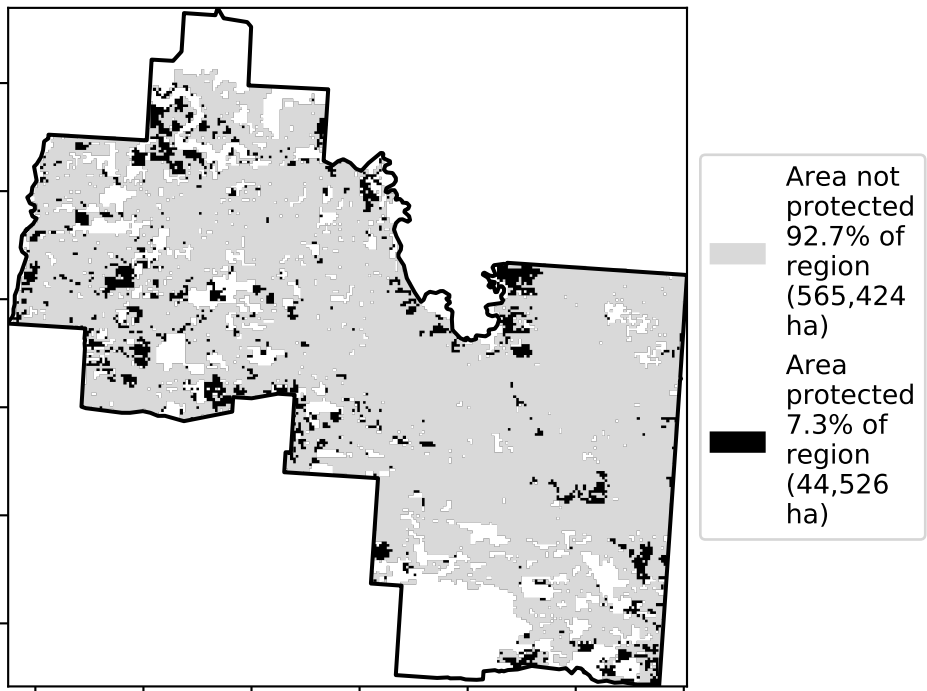 Area not
protected
92.7% of
region
(565,424
ha)
Area
protected
7.3% of
region
(44,526
ha)